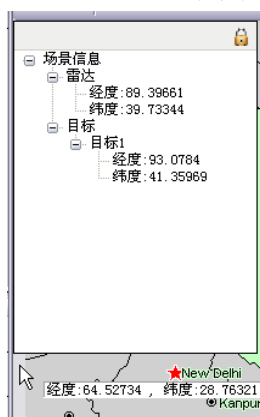 场景信息
雷达
经度:89.39661
纬度:39.73344
目标
目标1
经度:93.0784
纬度:41.35969
New Delhi
经度:64.52734 , 纬度:28.76321
Kanpur